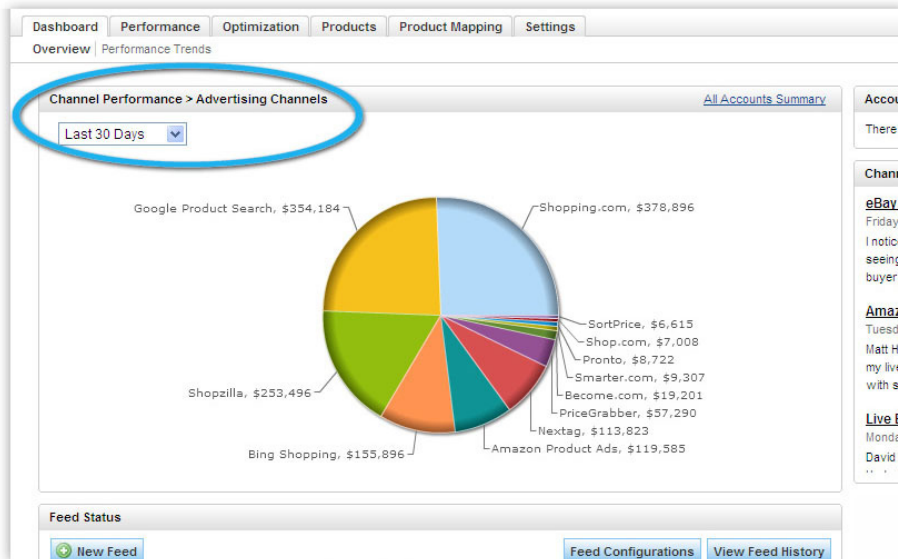 Dashboard Performance Optimization Products Product Mapping Settings
Overview Performance Trends
Channel Performance > Advertising Channels All Accounts Summary
Last 30 Days
Google Product Search, $354,184
Shopping.com, $378,896
SortPrice, $6,615
Shop.com, $7,008
Pronto, $8,722
Smarter.com, $9,307
Become.com, $19,201
PriceGrabber, $57,290
Nextag, $113,823
Amazon Product Ads, $119,585
Bing Shopping, $155,896
Shopzilla, $253,496
Feed Status
New Feed Feed Configurations View Feed History
There
eBay
Friday
I
seeing
buyer
Matt H
my
with
Live
David